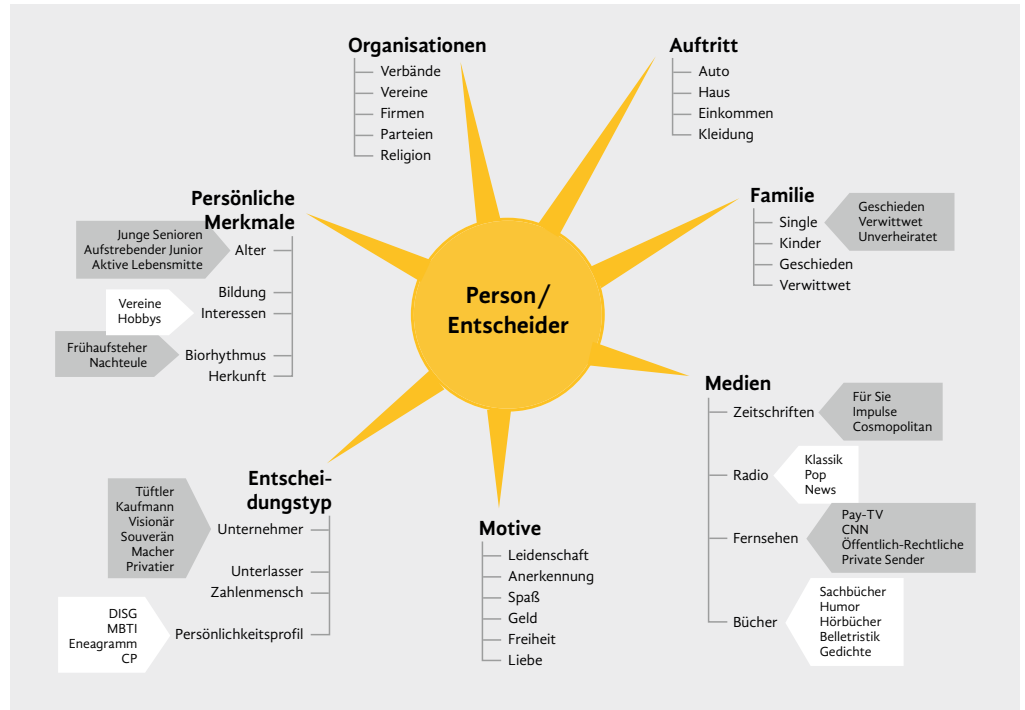 Organisationen
Verbände
Vereine
Firmen
Parteien
Religion
Auftritt
Auto
Haus
Einkommen
Kleidung
Persönliche
Merkmale
Junge Senioren
Aufstrebender Junior
Aktive Lebensmitte
Alter
Bildung
Vereine
Hobbys
Interessen
Frühaufsteher
Nachteule
Biorhythmus
Herkunft
Familie
Single
Geschieden
Verwittwet
Unverheiratet
Kinder
Geschieden
Verwittwet
Person/
Entscheider
Medien
Zeitschriften
Für Sie
Impulse
Cosmopolitan
Radio
Klassik
Pop
News
Fernsehen
Pay-TV
CNN
Öffentlich-Rechtliche
Private Sender
Bücher
Sachbücher
Humor
Hörbücher
Belletristik
Gedichte
Entschei-
dungstyp
Tüftler
Kaufmann
Visionär
Souverän
Macher
Privatier
Unternehmer
Unterlasser
Zahlenmensch
DISG
MBTI
Eneagramm
CP
Persönlichkeitsprofil
Motive
Leidenschaft
Anerkennung
Spaß
Geld
Freiheit
Liebe